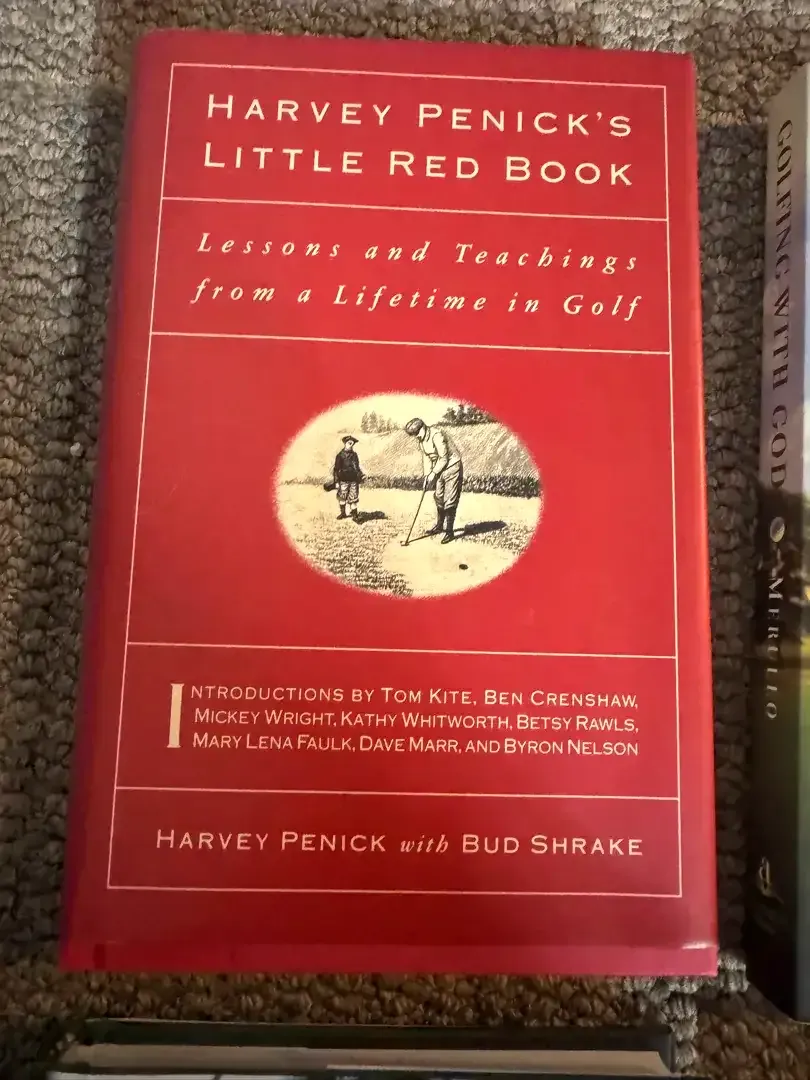 HARVEY PENICK'S
LITTLE RED BOOK
Lessons and Teachings
from a Lifetime in Golf
INTRODUCTIONS BY TOM KITE, BEN CRENSHAW,
MICKEY WRIGHT, KATHY WHITWORTH, BETSY RAWLS,
MARY LENA FAULK, DAVE MARR, AND BYRON NELSON
HARVEY PENICK with BUD SHRAKE
GOLFING WITH GOD
MERULLO